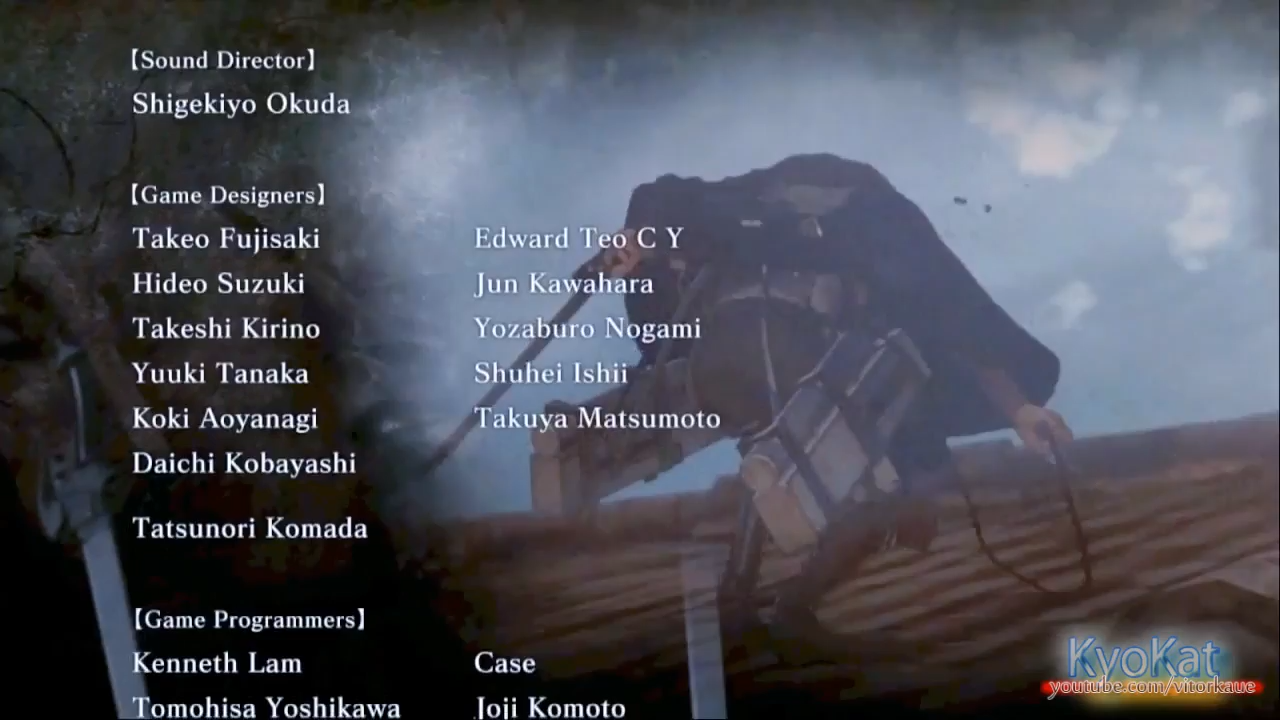 【Sound Director】
Shigekiyo Okuda
【Game Designers】
Takeo Fujisaki Edward Teo C Y
Hideo Suzuki Jun Kawahara
Takeshi Kirino Yozaburo Nogami
Yuuki Tanaka Shuhei Ishii
Koki Aoyanagi Takuya Matsumoto
Daichi Kobayashi
Tatsunori Komada
【Game Programmers】
Kenneth Lam Case
Tomohisa Yoshikawa Joji Komoto
KyoKat
youtube.com/vitorkaue